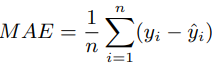 MAE = \frac{1}{n} \sum_{i=1}^{n} (y_i - \hat{y}_i)